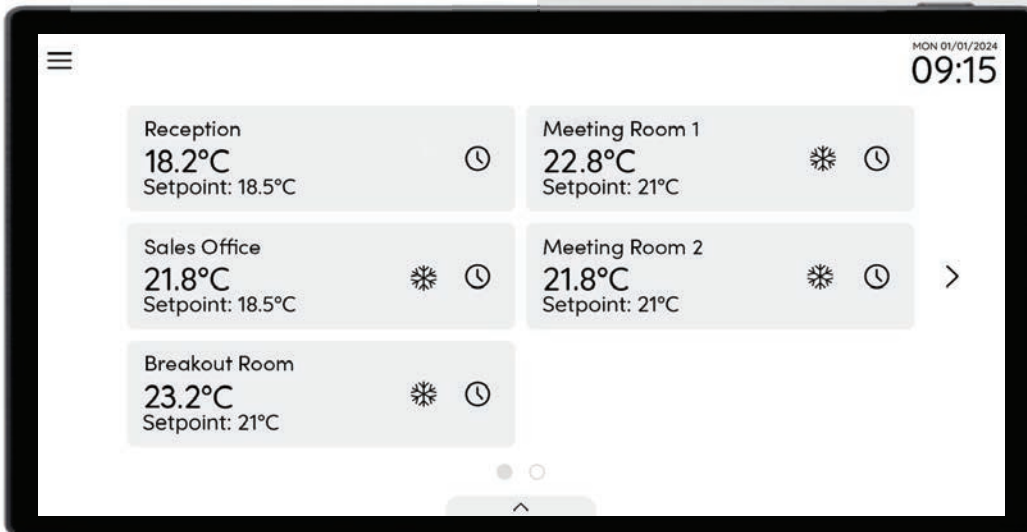 MON 01/01/2024
09:15
Reception
18.2°C
Setpoint: 18.5°C
Meeting Room 1
22.8°C
Setpoint: 21°C
Sales Office
21.8°C
Setpoint: 18.5°C
Meeting Room 2
21.8°C
Setpoint: 21°C
Breakout Room
23.2°C
Setpoint: 21°C